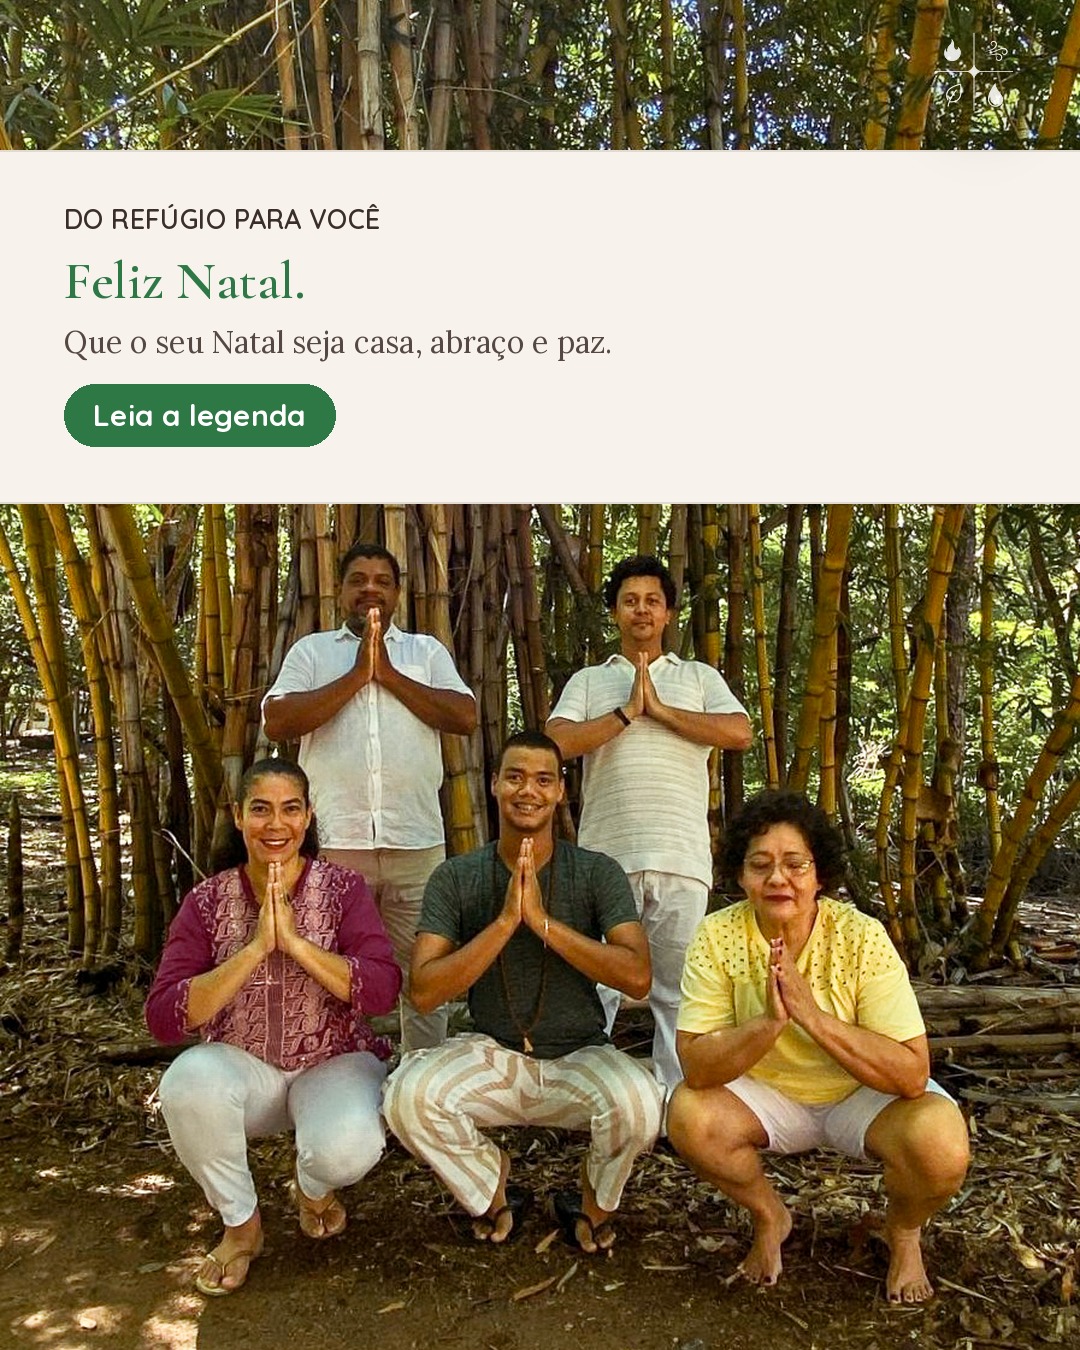 DO REFÚGIO PARA VOCÊ
Feliz Natal.
Que o seu Natal seja casa, abraço e paz.
Leia a legenda